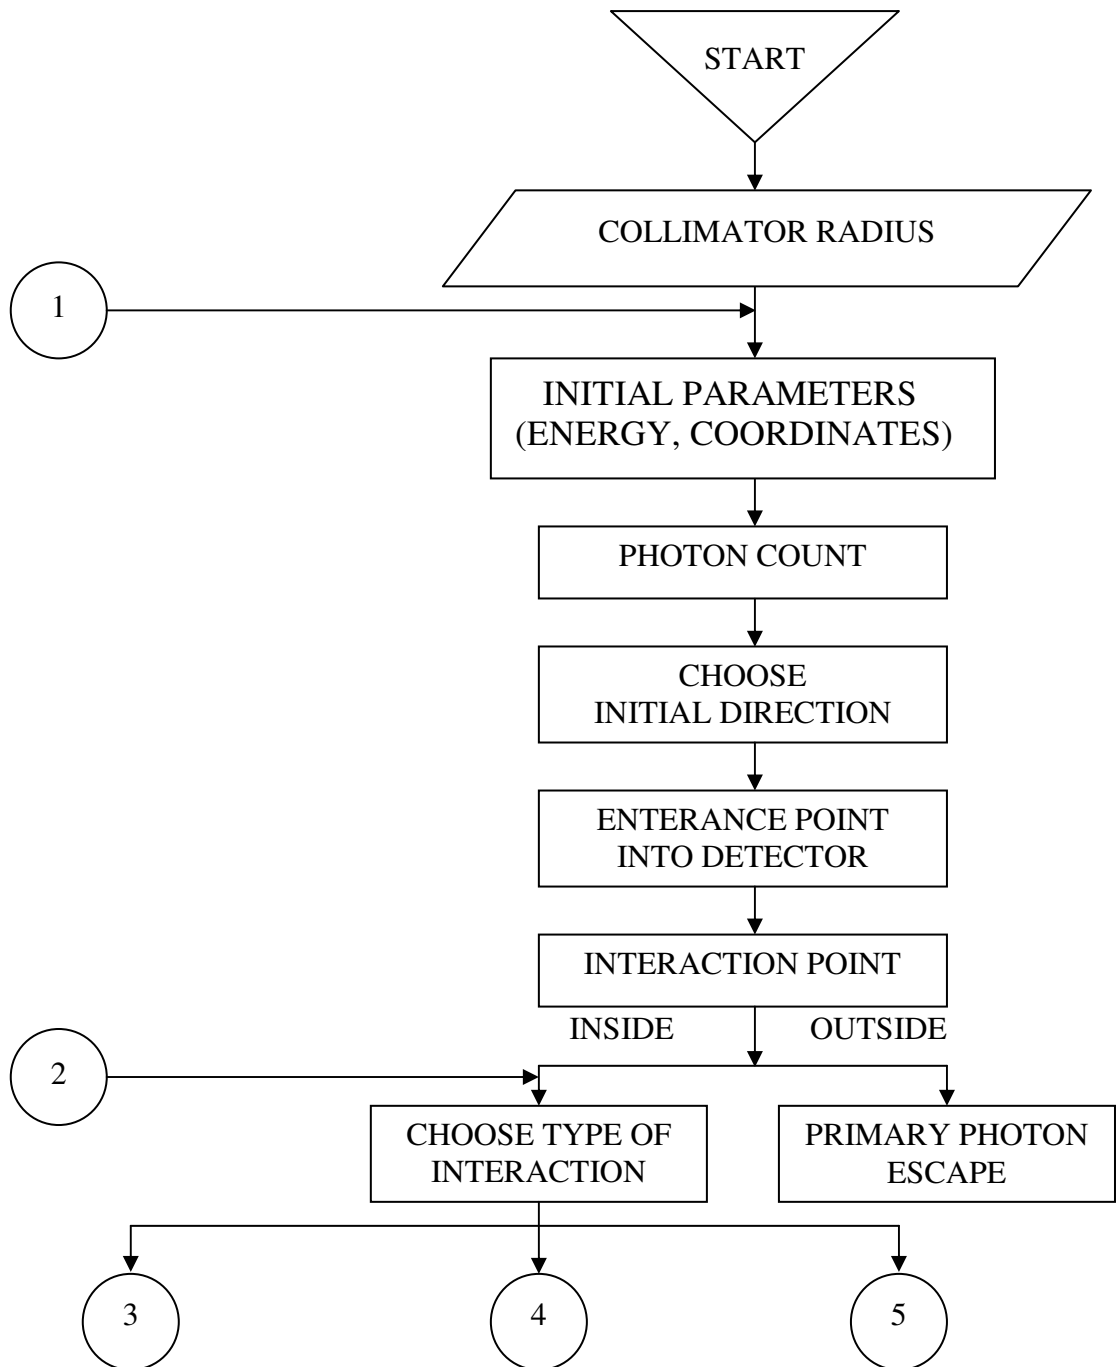 START
COLLIMATOR RADIUS
1
INITIAL PARAMETERS
(ENERGY, COORDINATES)
PHOTON COUNT
CHOOSE
INITIAL DIRECTION
ENTERANCE POINT
INTO DETECTOR
INTERACTION POINT
INSIDE
OUTSIDE
2
CHOOSE TYPE OF
INTERACTION
PRIMARY PHOTON
ESCAPE
3
4
5